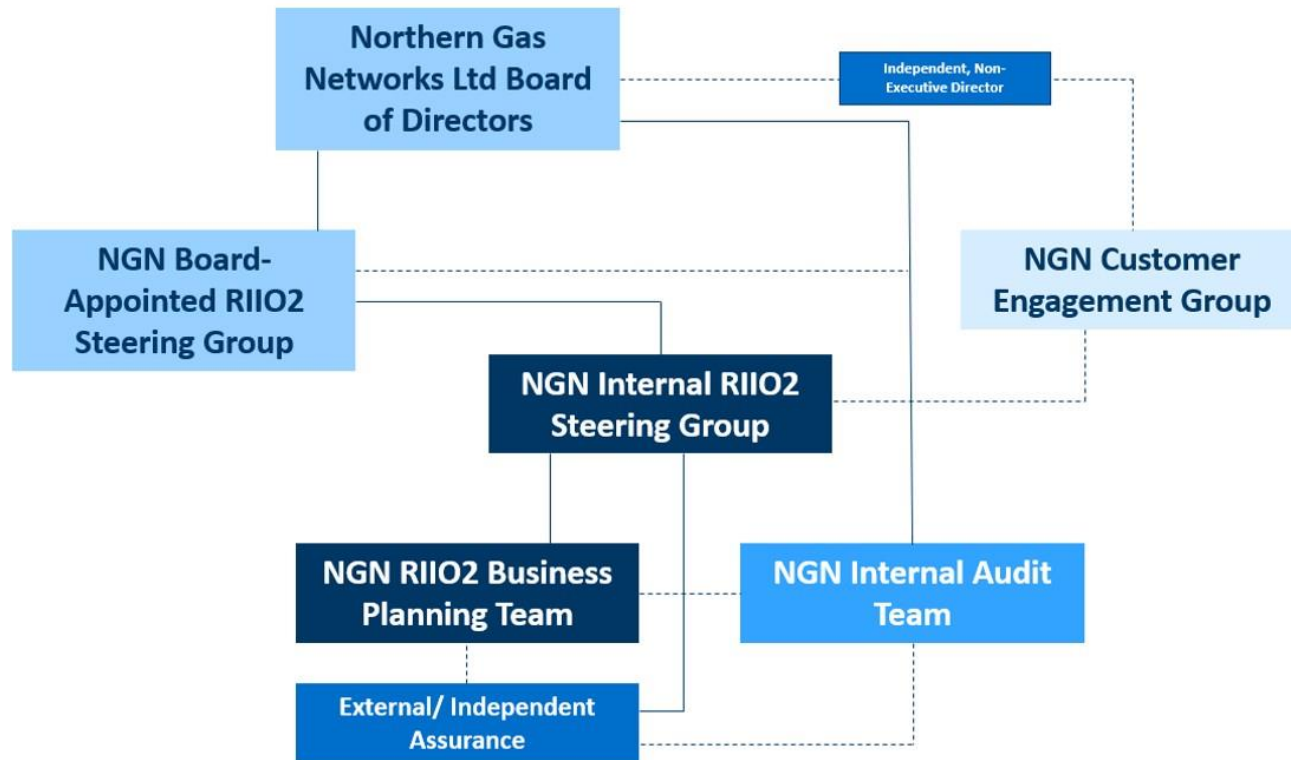 Northern Gas
Networks Ltd Board
of Directors
Independent, Non-
Executive Director
NGN Board-
Appointed RIIO2
Steering Group
NGN Customer
Engagement Group
NGN Internal RIIO2
Steering Group
NGN RIIO2 Business
Planning Team
NGN Internal Audit
Team
External/ Independent
Assurance